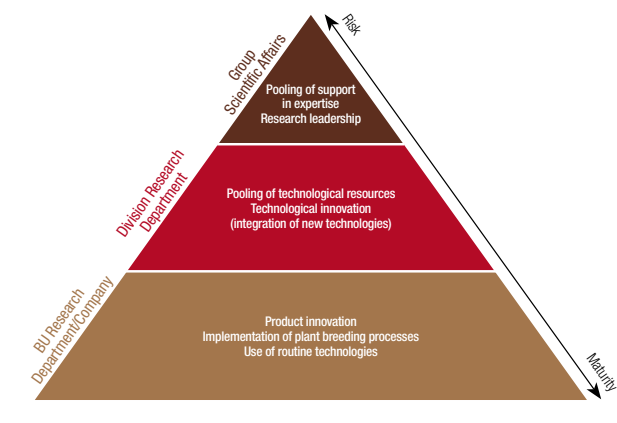 Risk
Group
Scientific Affairs
Pooling of support
in expertise
Research leadership
Division Research
Department
Pooling of technological resources
Technological innovation
(integration of new technologies)
BU Research
Department/Company
Product innovation
Implementation of plant breeding processes
Use of routine technologies
Maturity